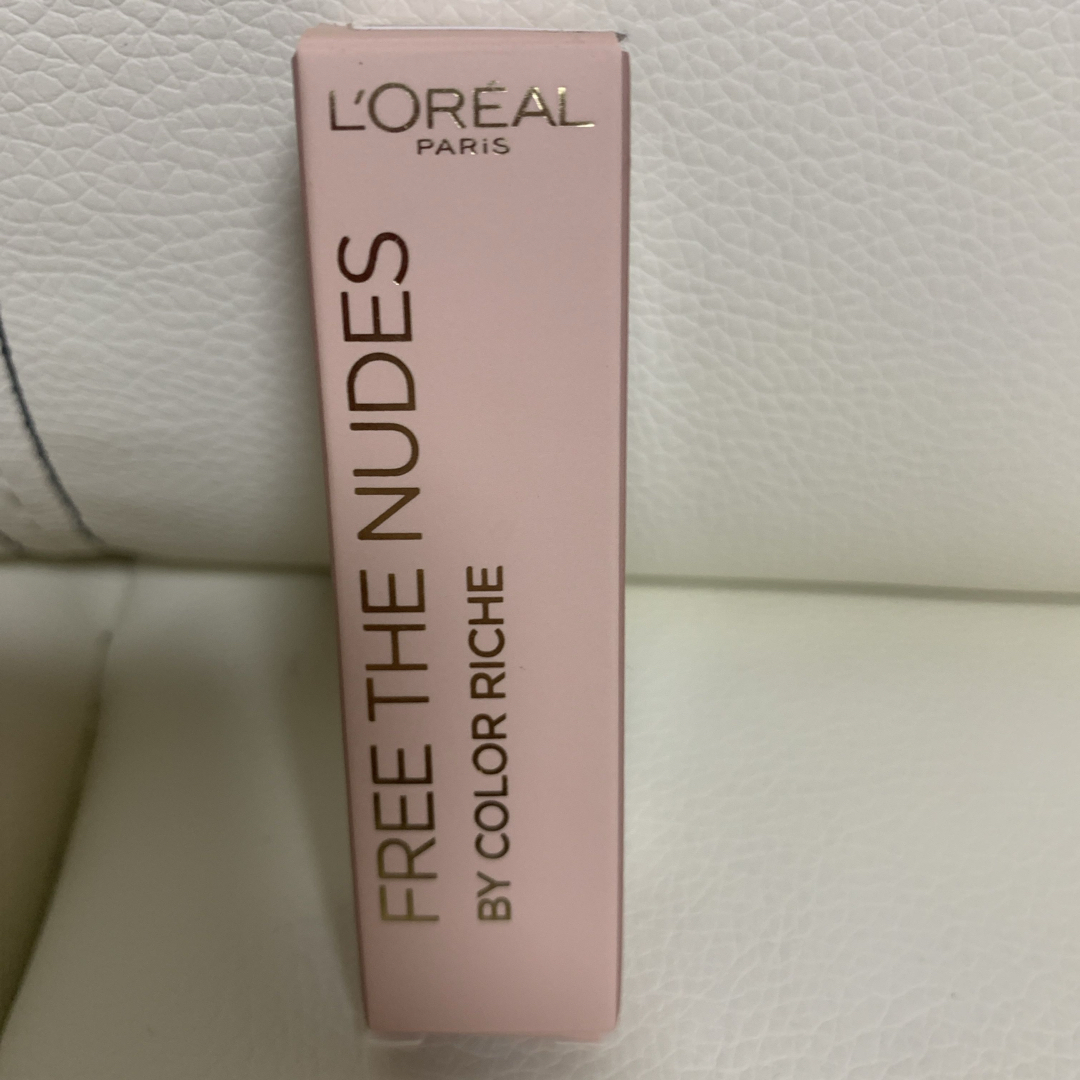 L'ORÉAL
PARiS
FREE THE NUDES
BY COLOR RICHE